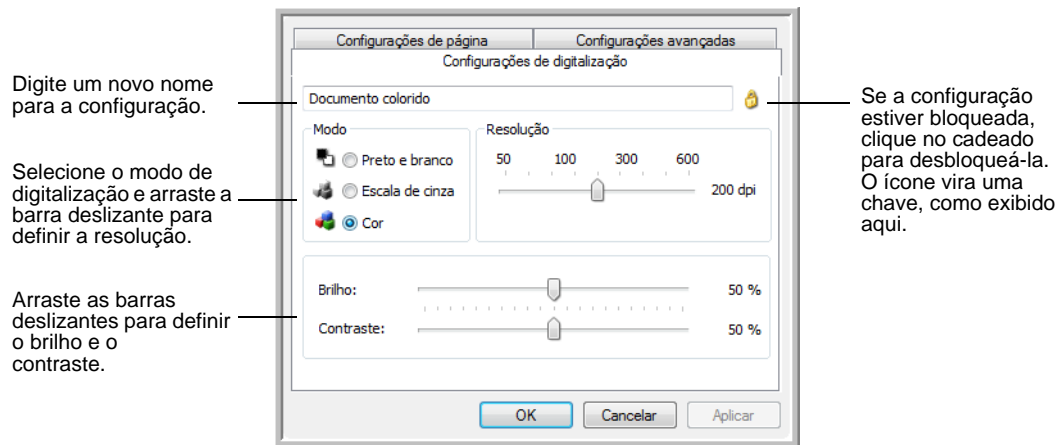 Configurações de página
Configurações avançadas
Configurações de digitalização
Digite um novo nome
para a configuração.
Documento colorido
Se a configuração
estiver bloqueada,
clique no cadeado
para desbloqueá-la.
O ícone vira uma
chave, como exibido
aqui.
Selecione o modo de
digitalização e arraste a
barra deslizante para
definir a resolução.
Modo
Preto e branco
Escala de cinza
Cor
Resolução
50 100 300 600
200 dpi
Arraste as barras
deslizantes para definir
o brilho e o
contraste.
Brilho: 50 %
Contraste: 50 %
OK
Cancelar
Aplicar